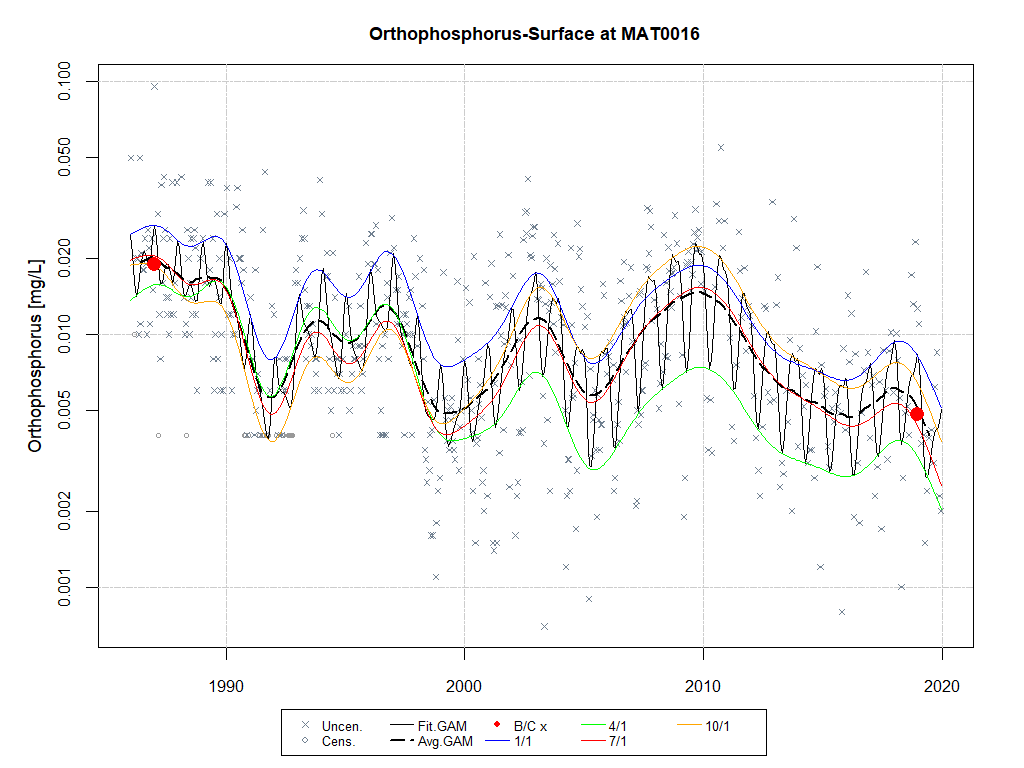 Orthophosphorus-Surface at MAT0016
Orthophosphorus [mg/L]
0.100
0.050
0.020
0.010
0.005
0.002
0.001
1990 2000 2010 2020
Uncen. Fit.GAM B/C x 4/1 10/1
Cens. Avg.GAM 1/1 7/1